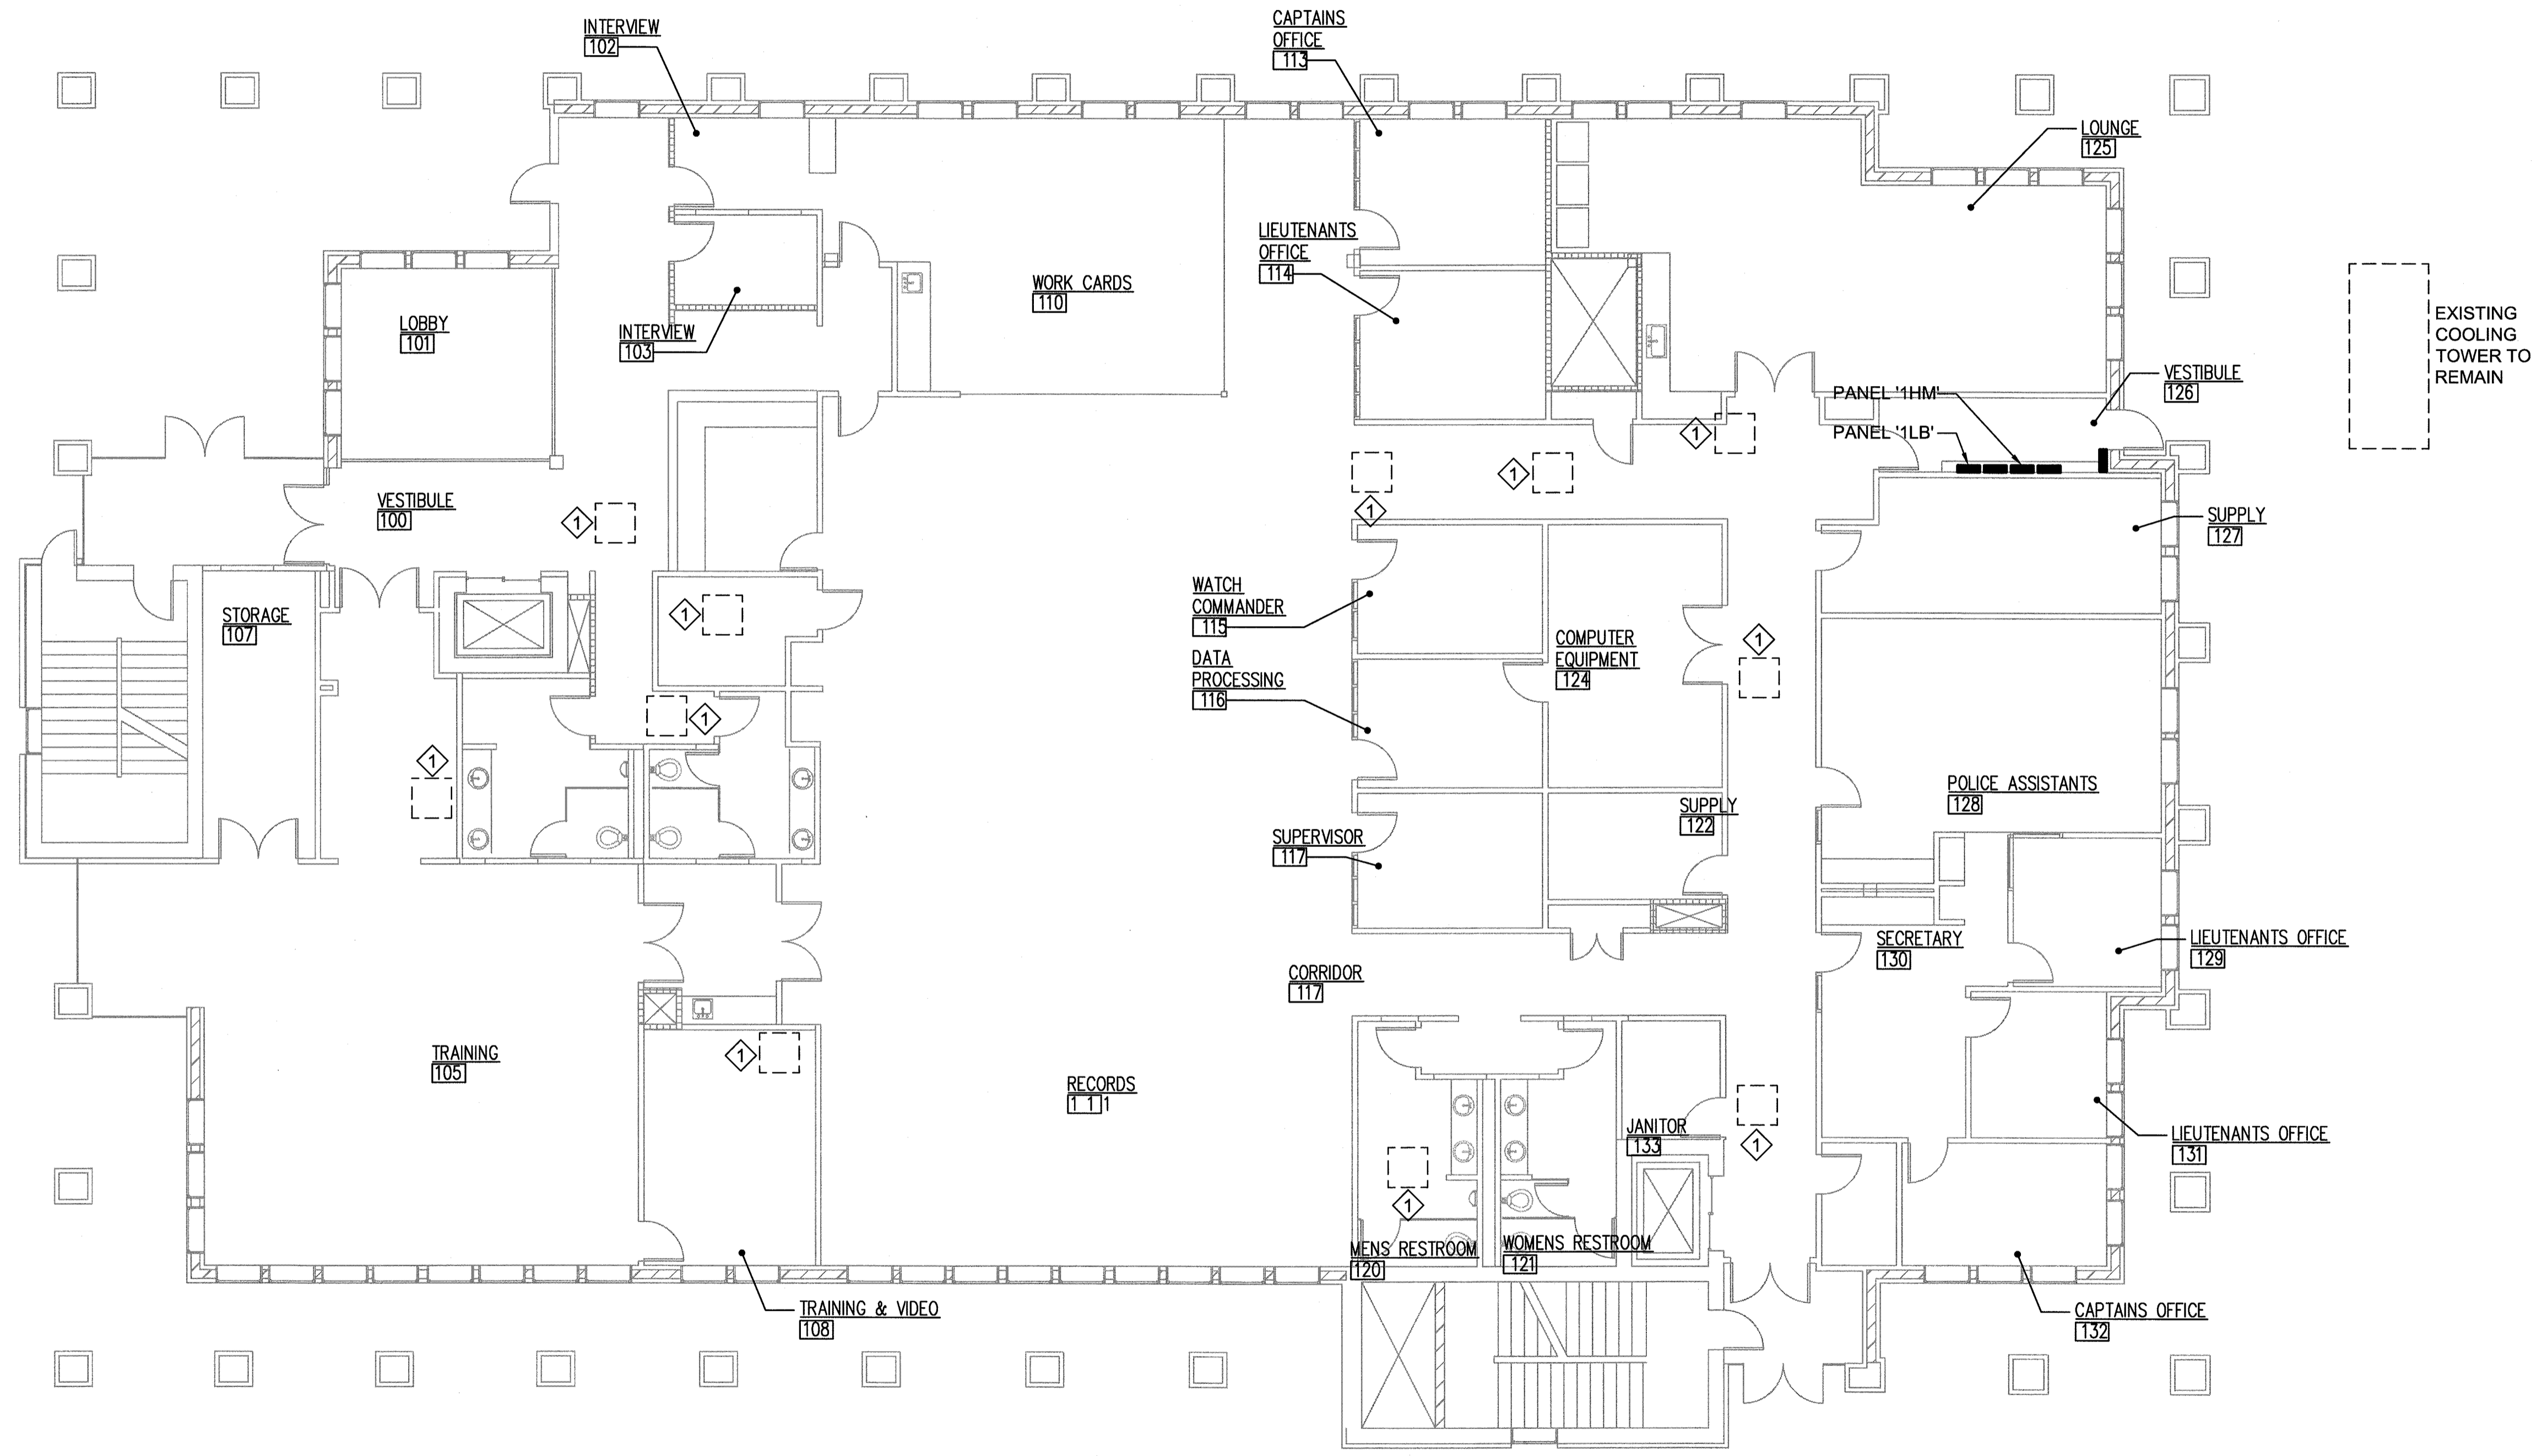 INTERVIEW
102
CAPTAINS
OFFICE
113
LOUNGE
125
LIEUTENANTS
OFFICE
114
WORK CARDS
110
LOBBY
101
INTERVIEW
103
EXISTING
COOLING
TOWER TO
REMAIN
VESTIBULE
126
PANEL '1HM'
PANEL '1LB'
1
1
1
VESTIBULE
100
1
1
SUPPLY
127
WATCH
COMMANDER
115
STORAGE
107
1
COMPUTER
EQUIPMENT
124
1
DATA
PROCESSING
116
1
1
POLICE ASSISTANTS
128
SUPPLY
122
SUPERVISOR
117
SECRETARY
130
LIEUTENANTS OFFICE
129
CORRIDOR
117
TRAINING
105
1
RECORDS
111
JANITOR
133
1
LIEUTENANTS OFFICE
131
1
MENS RESTROOM
120
WOMENS RESTROOM
121
TRAINING & VIDEO
108
CAPTAINS OFFICE
132